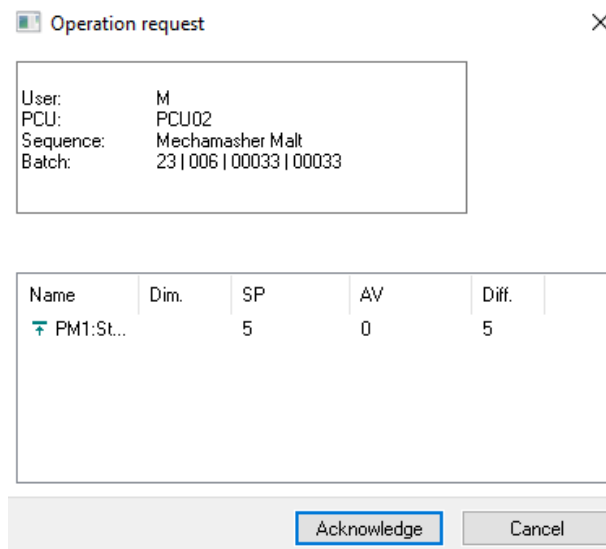 Operation request
User: M
PCU: PCU02
Sequence: Mechamasher Malt
Batch: 23 | 006 | 00033 | 00033
Name Dim. SP AV Diff.
PM1:St... 5 0 5
Acknowledge Cancel